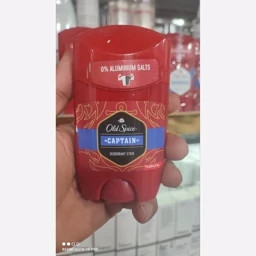 0% ALUMINIUM SALTS
Old Spice
CAPTAIN
DEODORANT STICK